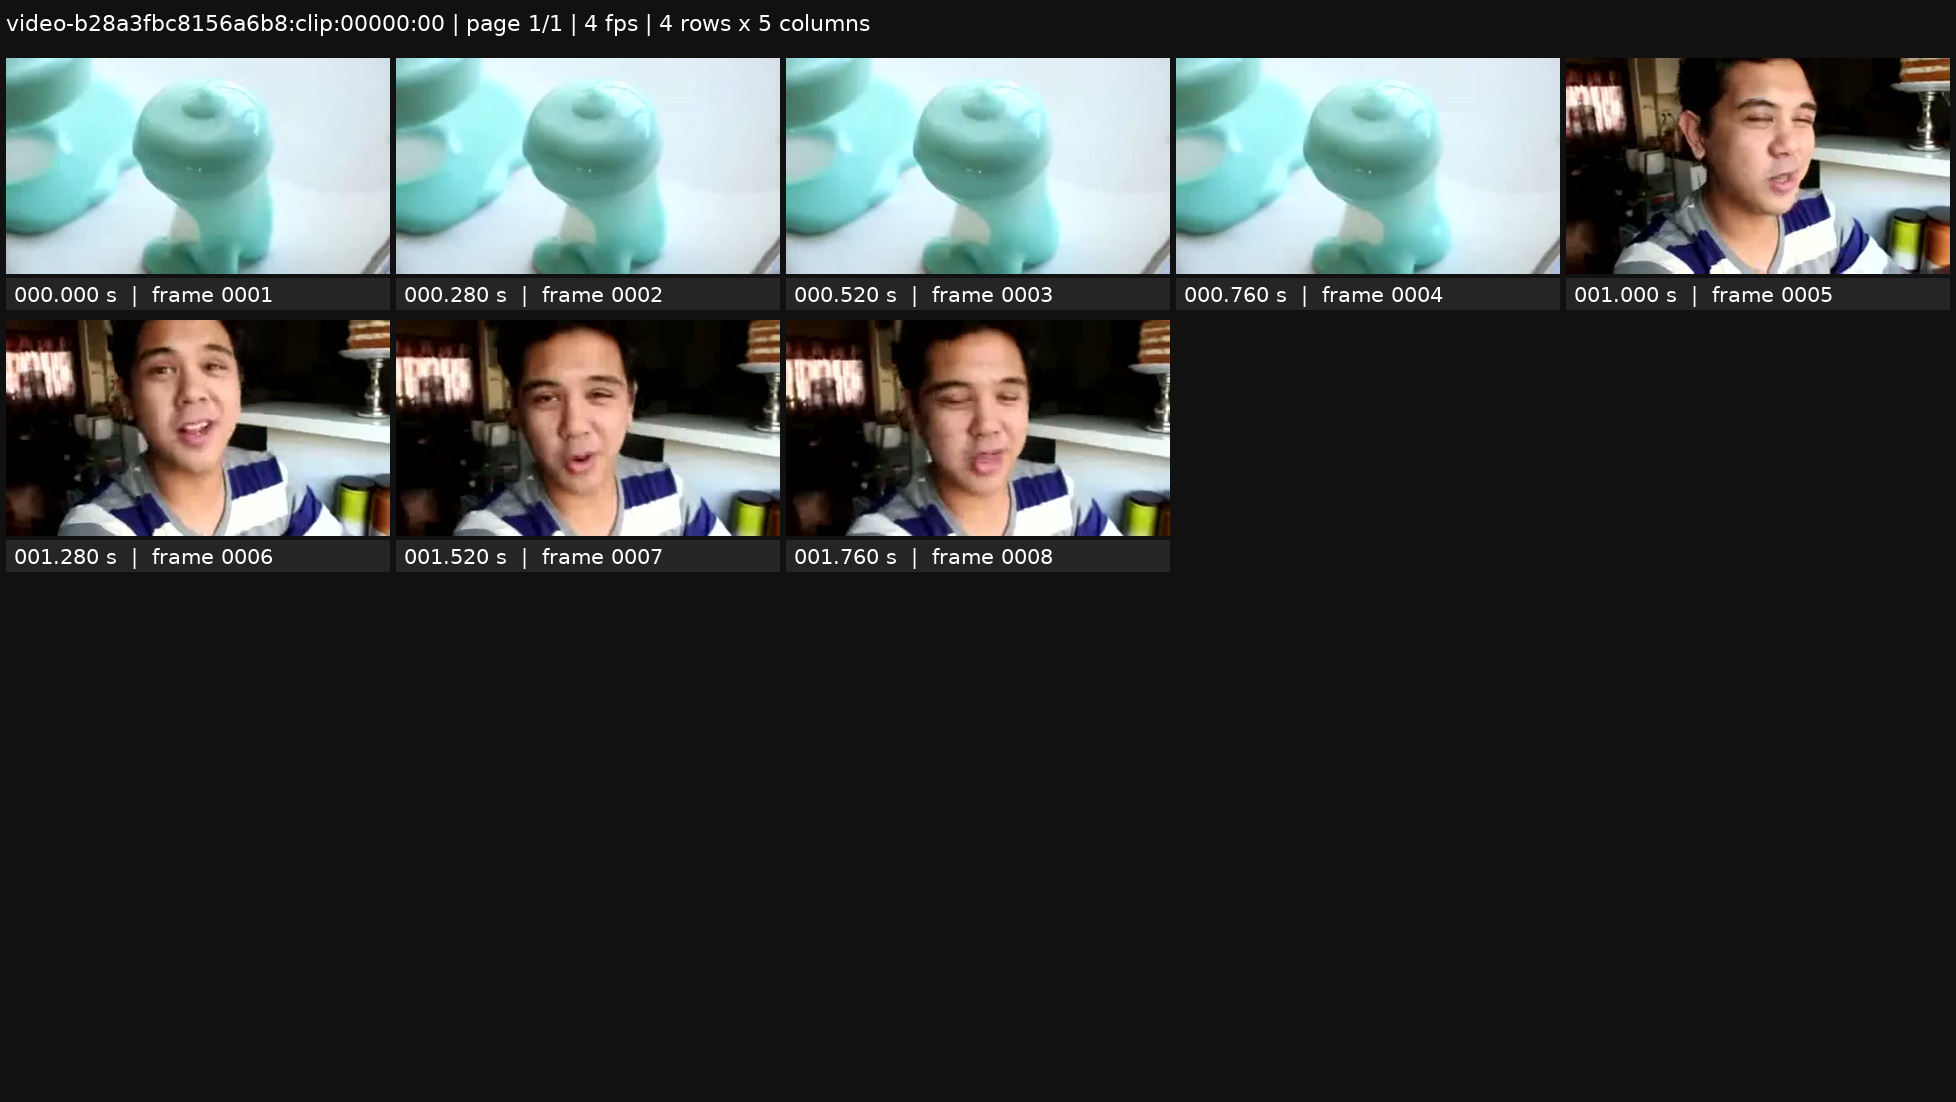 video-b28a3fbc8156a6b8:clip:00000:00 | page 1/1 | 4 fps | 4 rows x 5 columns
000.000 s | frame 0001
000.280 s | frame 0002
000.520 s | frame 0003
000.760 s | frame 0004
001.000 s | frame 0005
001.280 s | frame 0006
001.520 s | frame 0007
001.760 s | frame 0008